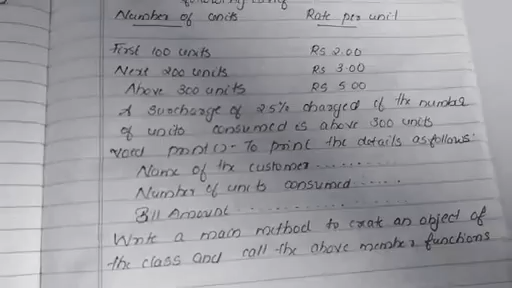 Number of units Rate per unit
First 100 units RS 2.00
Next 200 units RS 3.00
Above 300 units RS 5.00
A surcharge of 25% charged if the number
of units consumed is above 300 units
void print()- To print the details as follows:
Name of the customer..........
Number of units consumed......
Bill Amount................
Write a main method to create an object of
the class and call the above member functions